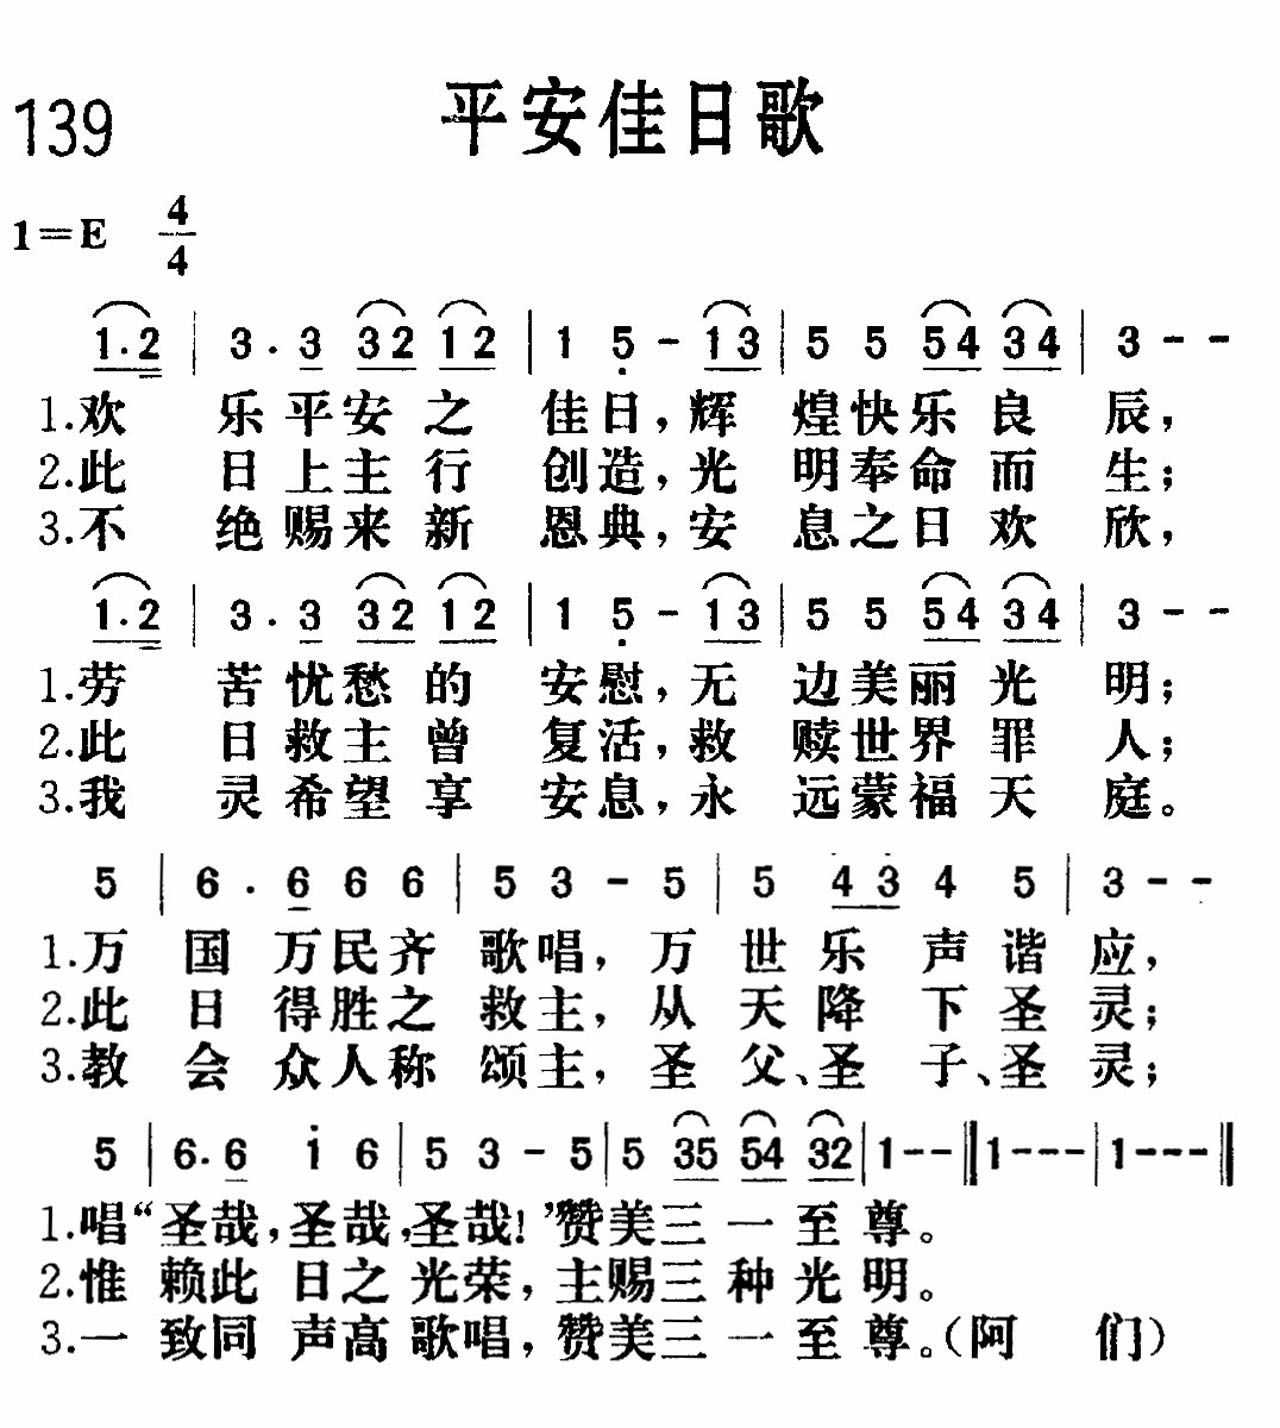 139
平安佳日歌
1=E 4/4
1.2 | 3.3 32 12 | 1 5 - 13 | 5 5 54 34 | 3 - -
1.欢 乐平安之 佳日,辉 煌快乐良 辰,
2.此 日上主行 创造,光 明奉命而 生;
3.不 绝赐来新 恩典,安 息之日欢 欣,
1.2 | 3.3 32 12 | 1 5 - 13 | 5 5 54 34 | 3 - -
1.劳 苦忧愁的 安慰,无 边美丽光 明;
2.此 日救主曾 复活,救 赎世界罪 人;
3.我 灵希望享 安息,永 远蒙福天 庭。
5 | 6 . 6 6 6 | 5 3 - 5 | 5 4 3 4 5 | 3 - -
1.万 国 万民齐 歌唱,万 世乐 声谐 应,
2.此 日 得胜之 救主,从 天降 下圣 灵;
3.教 会 众人称 颂主,圣 父、圣 子、圣 灵;
5 | 6.6 i 6 | 5 3 - 5 | 5 35 54 32 | 1-- ‖ 1--- | 1--- ‖
1.唱“圣哉,圣哉,圣哉!”赞美三一至尊。
2.惟 赖此 日之光荣,主赐三种光明。
3.一 致同 声高歌唱,赞美三一至尊。(阿 们)